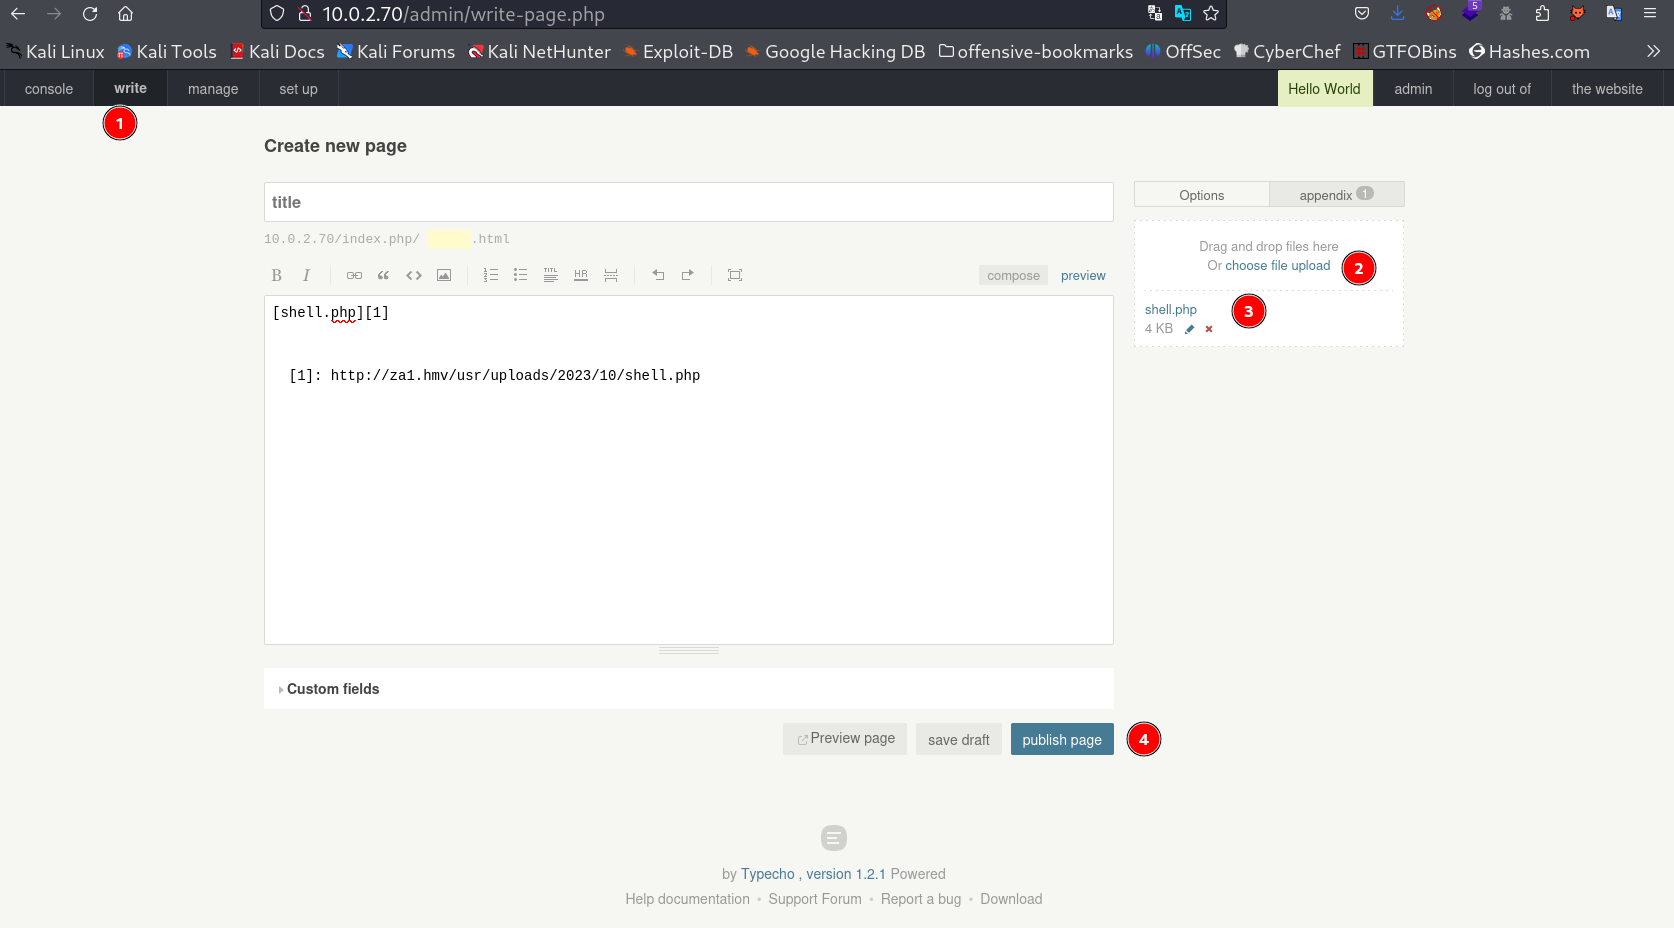 10.0.2.70/admin/write-page.php
5
Kali Linux Kali Tools Kali Docs Kali Forums Kali NetHunter Exploit-DB Google Hacking DB offensive-bookmarks OffSec CyberChef GTFOBins Hashes.com
console write manage set up Hello World admin log out of the website
1
Create new page
title
Options appendix 1
10.0.2.70/index.php/ .html
Drag and drop files here
Or choose file upload 2
B I TITL HR compose preview
[shell.php][1]
shell.php 3
4 KB
[1]: http://za1.hmv/usr/uploads/2023/10/shell.php
Custom fields
Preview page save draft publish page 4
by Typecho , version 1.2.1 Powered
Help documentation • Support Forum • Report a bug • Download